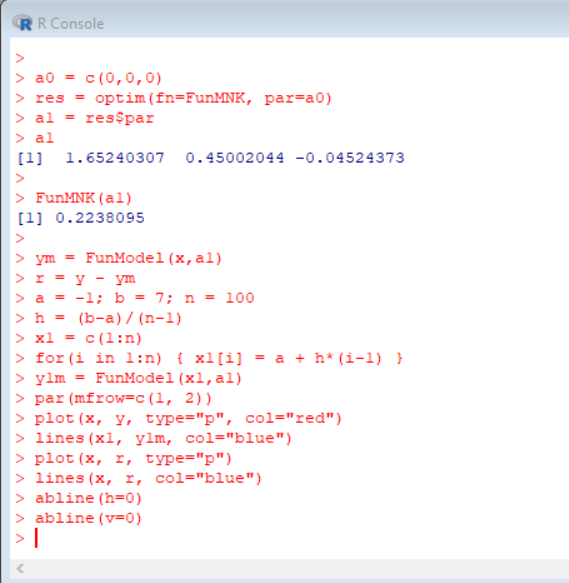 R Console
>
> a0 = c(0,0,0)
> res = optim(fn=FunMNK, par=a0)
> a1 = res$par
> a1
[1]  1.65240307  0.45002044 -0.04524373
>
> FunMNK(a1)
[1] 0.2238095
>
> ym = FunModel(x,a1)
> r = y - ym
> a = -1; b = 7; n = 100
> h = (b-a)/(n-1)
> x1 = c(1:n)
> for(i in 1:n) { x1[i] = a + h*(i-1) }
> y1m = FunModel(x1,a1)
> par(mfrow=c(1, 2))
> plot(x, y, type="p", col="red")
> lines(x1, y1m, col="blue")
> plot(x, r, type="p")
> lines(x, r, col="blue")
> abline(h=0)
> abline(v=0)
>